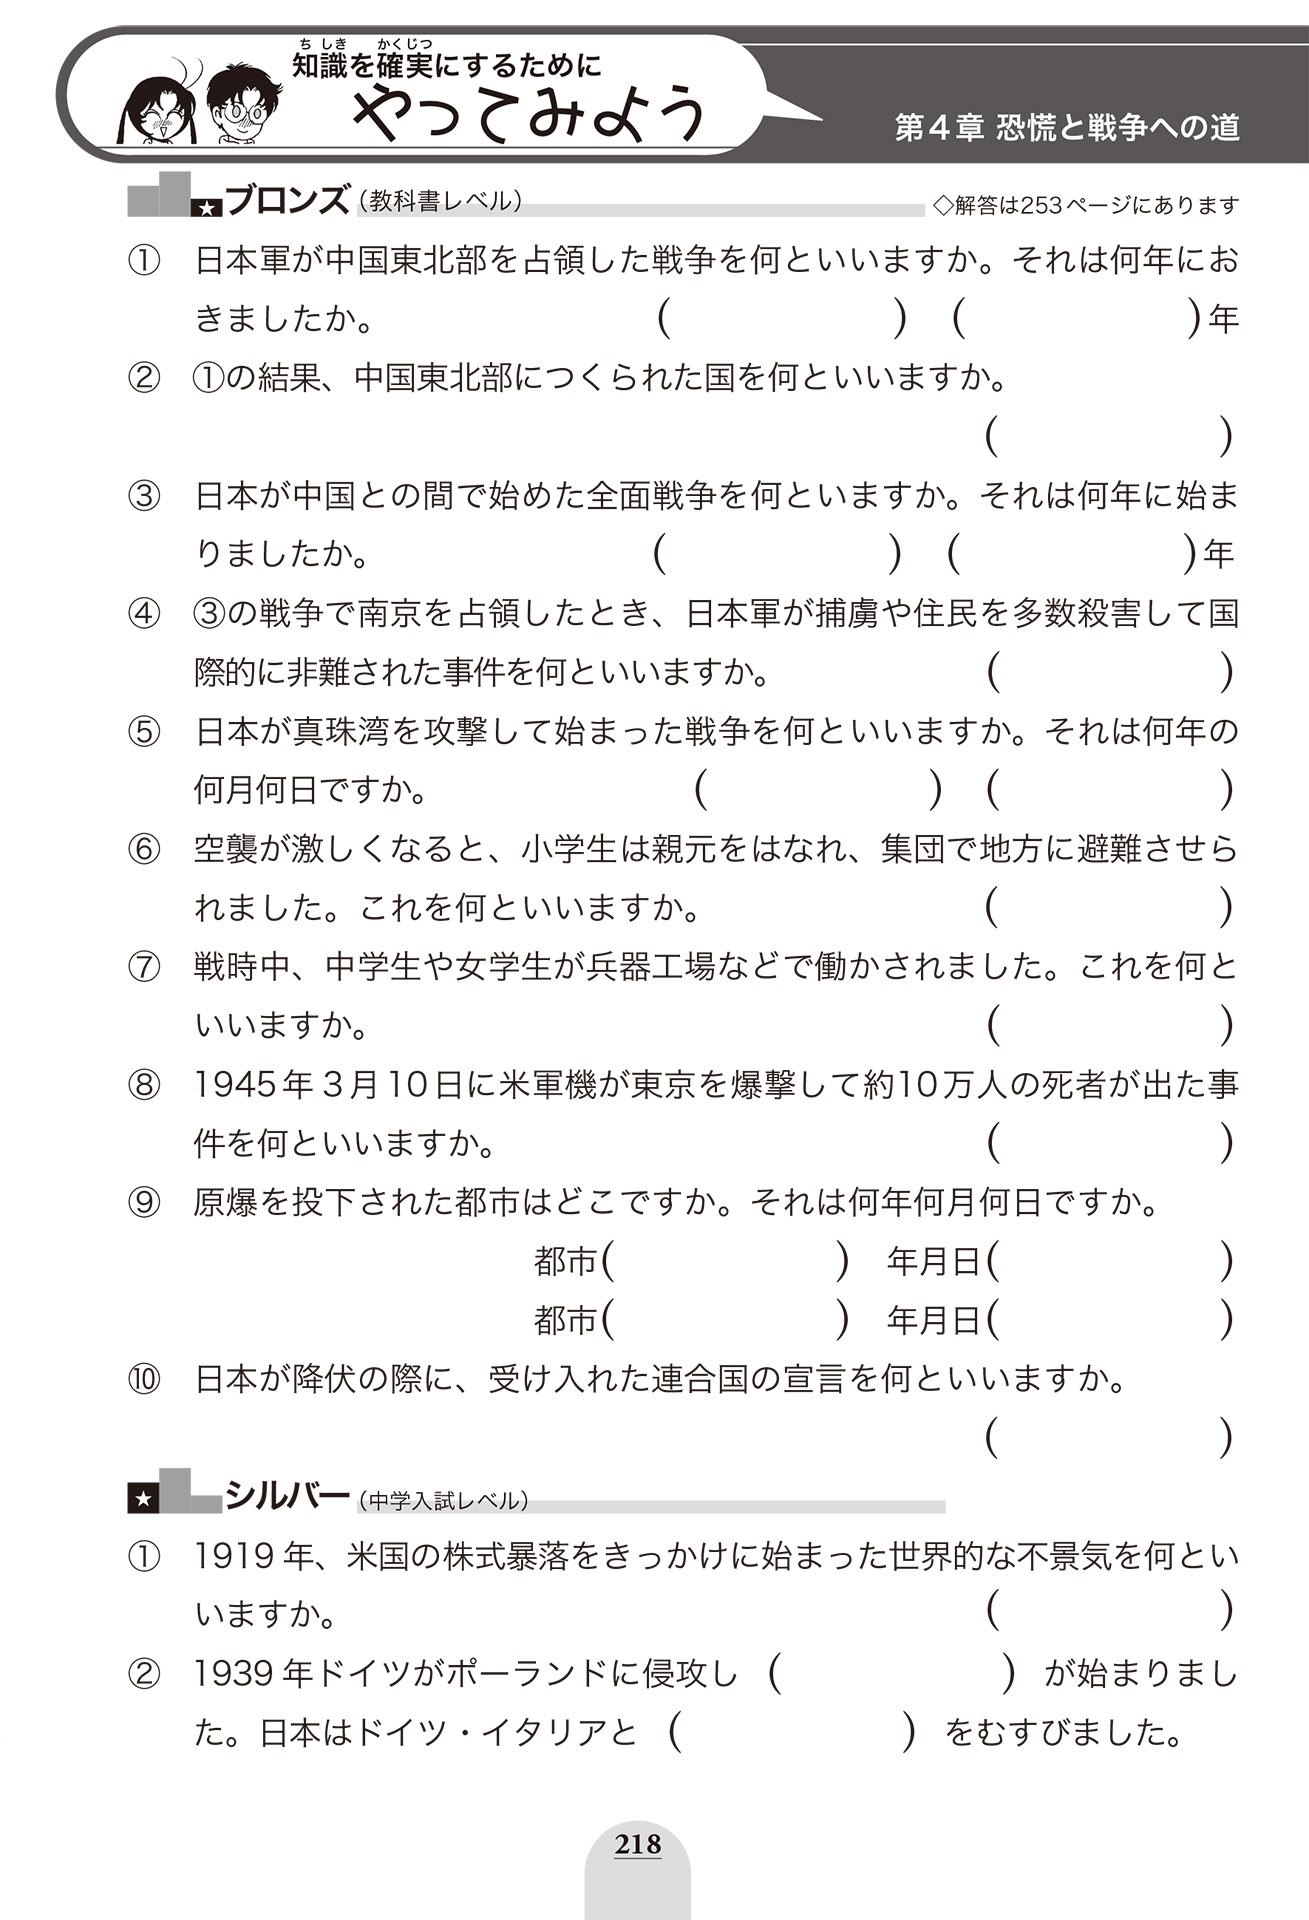 ち しき かくじつ
知識を確実にするために
やってみよう
第４章 恐慌と戦争への道
★ブロンズ（教科書レベル）
◇解答は253ページにあります
① 日本軍が中国東北部を占領した戦争を何といいますか。それは何年にお
きましたか。 （ ） （ ）年
② ①の結果、中国東北部につくられた国を何といいますか。
（ ）
③ 日本が中国との間で始めた全面戦争を何といますか。それは何年に始ま
りましたか。 （ ） （ ）年
④ ③の戦争で南京を占領したとき、日本軍が捕虜や住民を多数殺害して国
際的に非難された事件を何といいますか。 （ ）
⑤ 日本が真珠湾を攻撃して始まった戦争を何といいますか。それは何年の
何月何日ですか。 （ ） （ ）
⑥ 空襲が激しくなると、小学生は親元をはなれ、集団で地方に避難させら
れました。これを何といいますか。 （ ）
⑦ 戦時中、中学生や女学生が兵器工場などで働かされました。これを何と
いいますか。 （ ）
⑧ 1945年３月10日に米軍機が東京を爆撃して約10万人の死者が出た事
件を何といいますか。 （ ）
⑨ 原爆を投下された都市はどこですか。それは何年何月何日ですか。
都市（ ） 年月日（ ）
都市（ ） 年月日（ ）
⑩ 日本が降伏の際に、受け入れた連合国の宣言を何といいますか。
（ ）
★シルバー（中学入試レベル）
① 1919年、米国の株式暴落をきっかけに始まった世界的な不景気を何とい
いますか。 （ ）
② 1939年ドイツがポーランドに侵攻し（ ）が始まりまし
た。日本はドイツ・イタリアと（ ）をむすびました。
218